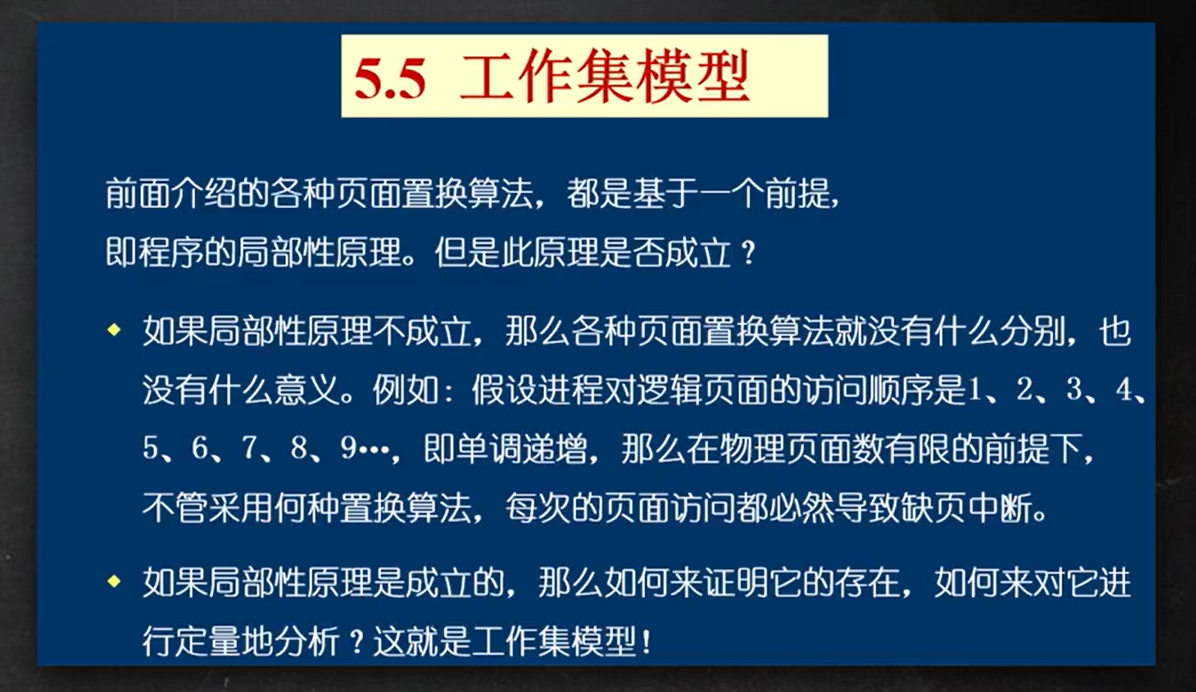 5.5 工作集模型
前面介绍的各种页面置换算法，都是基于一个前提,
即程序的局部性原理。但是此原理是否成立？
如果局部性原理不成立，那么各种页面置换算法就没有什么分别，也
没有什么意义。例如：假设进程对逻辑页面的访问顺序是1、2、3、4、
5、6、7、8、9…，即单调递增，那么在物理页面数有限的前提下，
不管采用何种置换算法，每次的页面访问都必然导致缺页中断。
如果局部性原理是成立的，那么如何来证明它的存在，如何来对它进
行定量地分析？这就是工作集模型！